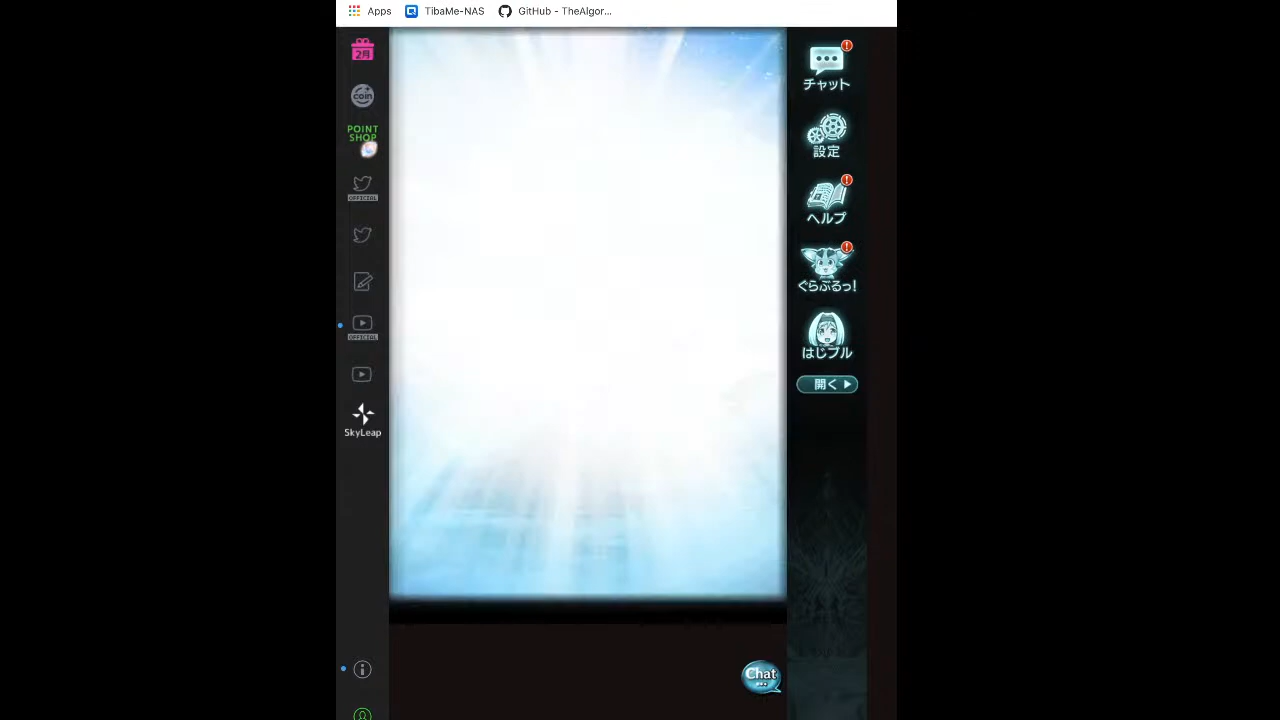 Apps
TibaMe-NAS
GitHub - TheAlgor...
2月
coin
POINT
SHOP
OFFICIAL
OFFICIAL
SkyLeap
チャット
設定
ヘルプ
ぐらぶるっ!
はじブル
開く
Chat